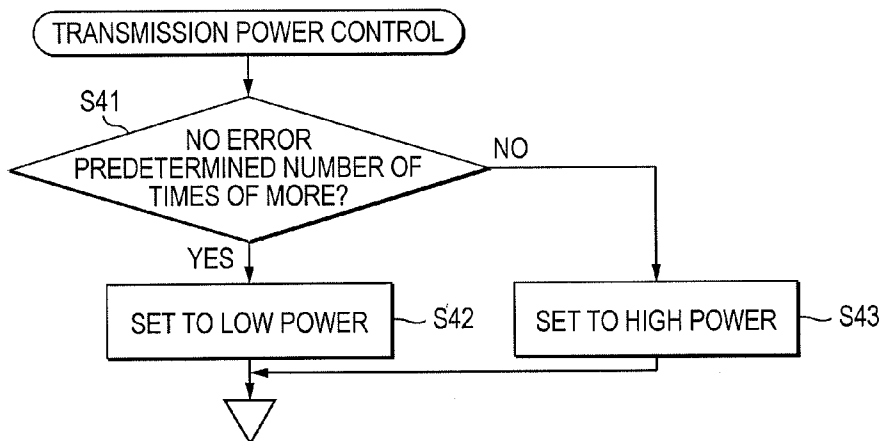 TRANSMISSION POWER CONTROL
S41
NO ERROR
PREDETERMINED NUMBER OF
TIMES OF MORE?
NO
YES
SET TO LOW POWER
S42
SET TO HIGH POWER
S43